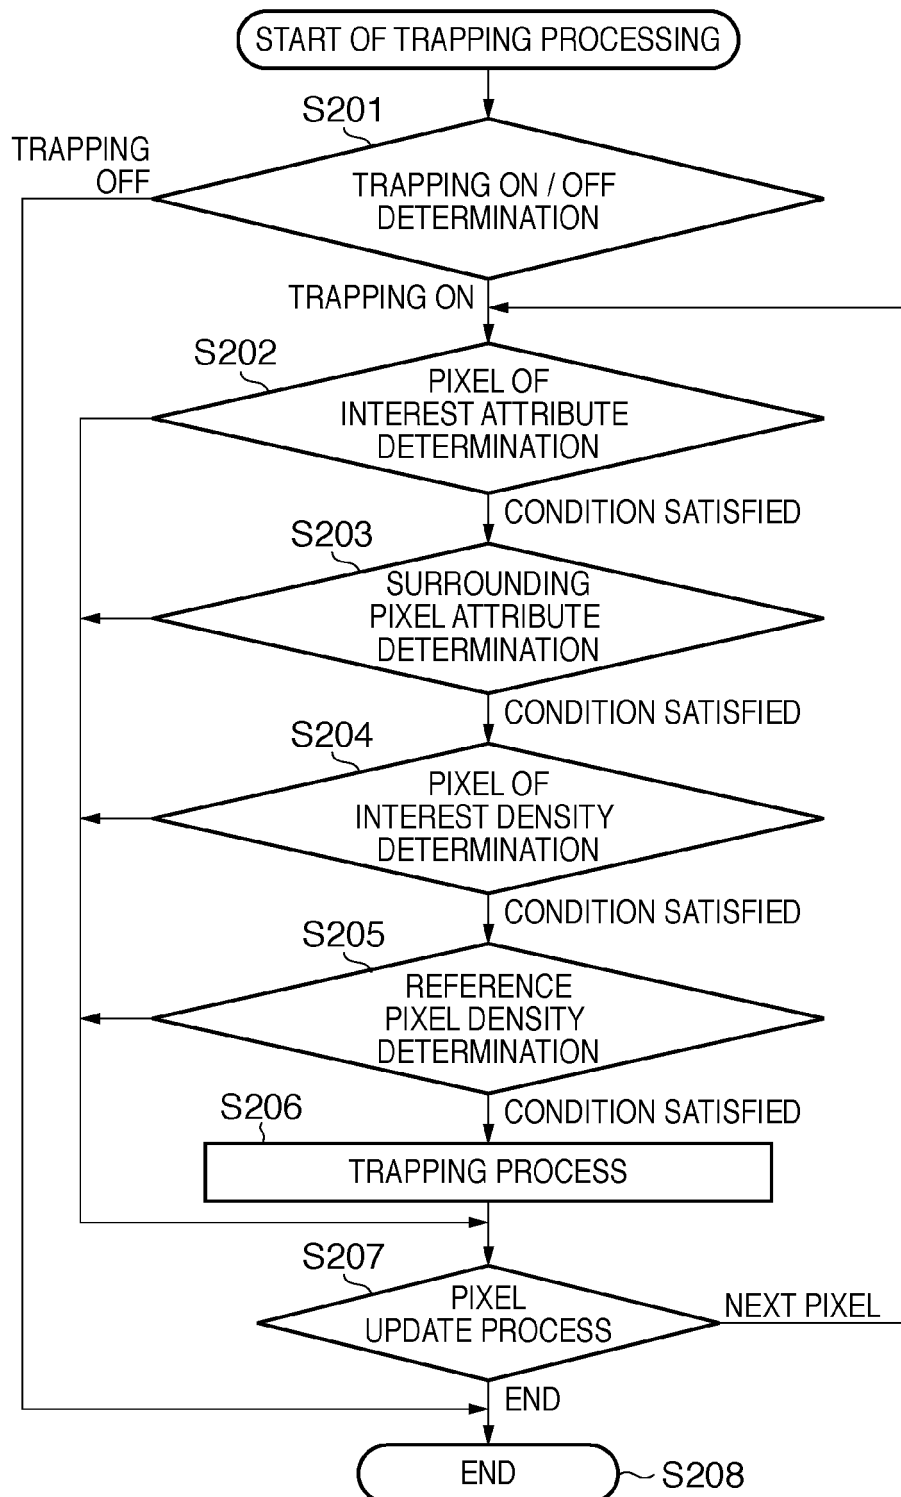 START OF TRAPPING PROCESSING
S201
TRAPPING
OFF
TRAPPING ON / OFF
DETERMINATION
TRAPPING ON
S202
PIXEL OF
INTEREST ATTRIBUTE
DETERMINATION
CONDITION SATISFIED
S203
SURROUNDING
PIXEL ATTRIBUTE
DETERMINATION
CONDITION SATISFIED
S204
PIXEL OF
INTEREST DENSITY
DETERMINATION
CONDITION SATISFIED
S205
REFERENCE
PIXEL DENSITY
DETERMINATION
CONDITION SATISFIED
S206
TRAPPING PROCESS
S207
PIXEL
UPDATE PROCESS
NEXT PIXEL
END
END
S208